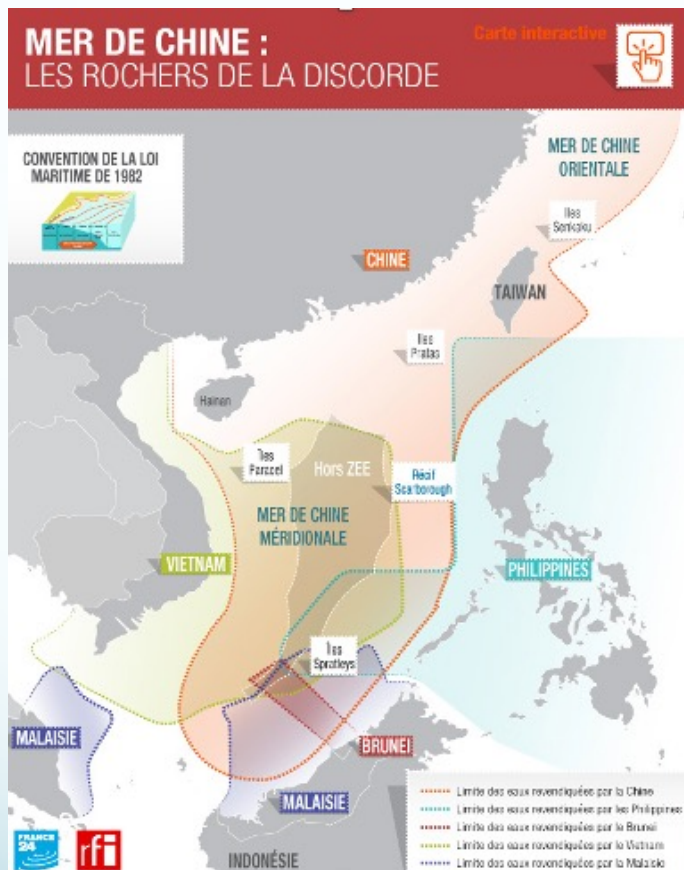 MER DE CHINE :
LES ROCHERS DE LA DISCORDE
Carte interactive
CONVENTION DE LA LOI
MARITIME DE 1982
MER DE CHINE
ORIENTALE
Iles
Senkaku
CHINE
TAIWAN
Iles
Pratas
Hainan
Îles
Paracel
Hors ZEE
Récif
Scarborough
MER DE CHINE
MÉRIDIONALE
VIETNAM
PHILIPPINES
Îles
Spratleys
MALAISIE
BRUNEI
MALAISIE
INDONÉSIE
Limite des eaux revendiquées par la Chine
Limite des eaux revendiquées par les Philippines
Limite des eaux revendiquées par le Brunei
Limite des eaux revendiquées par le Vietnam
Limite des eaux revendiquées par la Malaisie
FRANCE
24
rfi